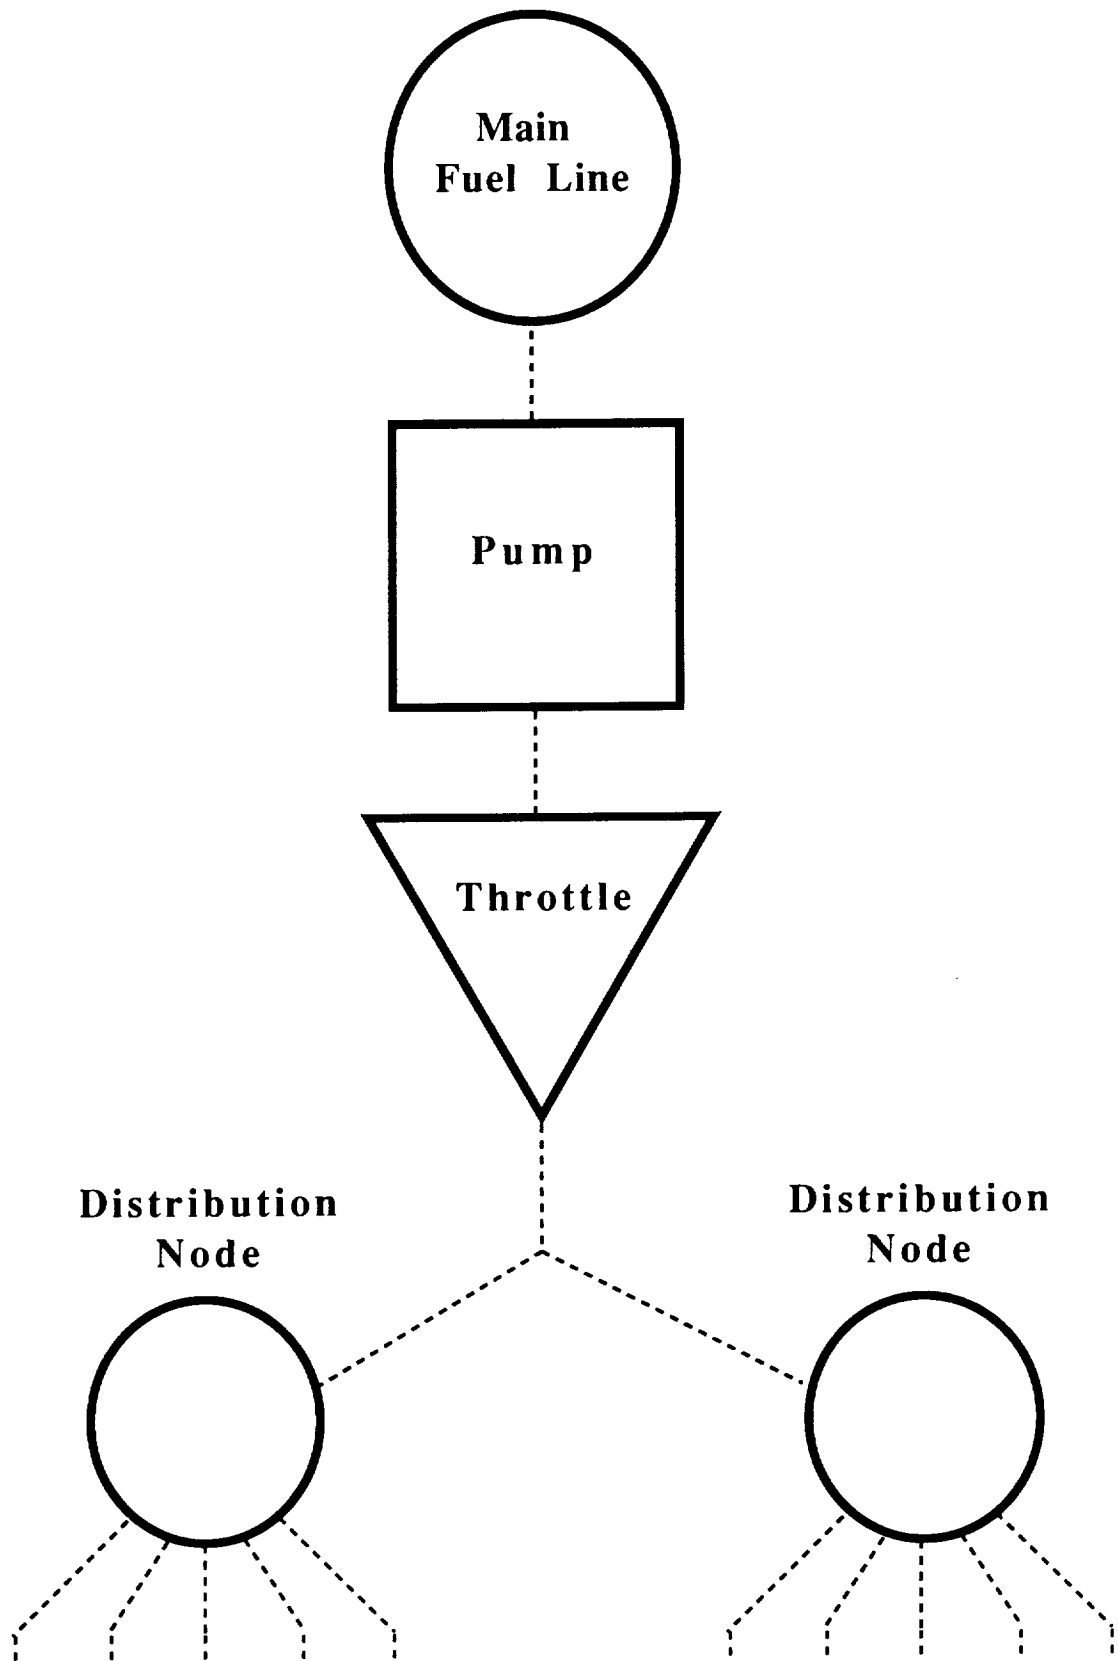 Main
Fuel Line
Pump
Throttle
Distribution
Node
Distribution
Node